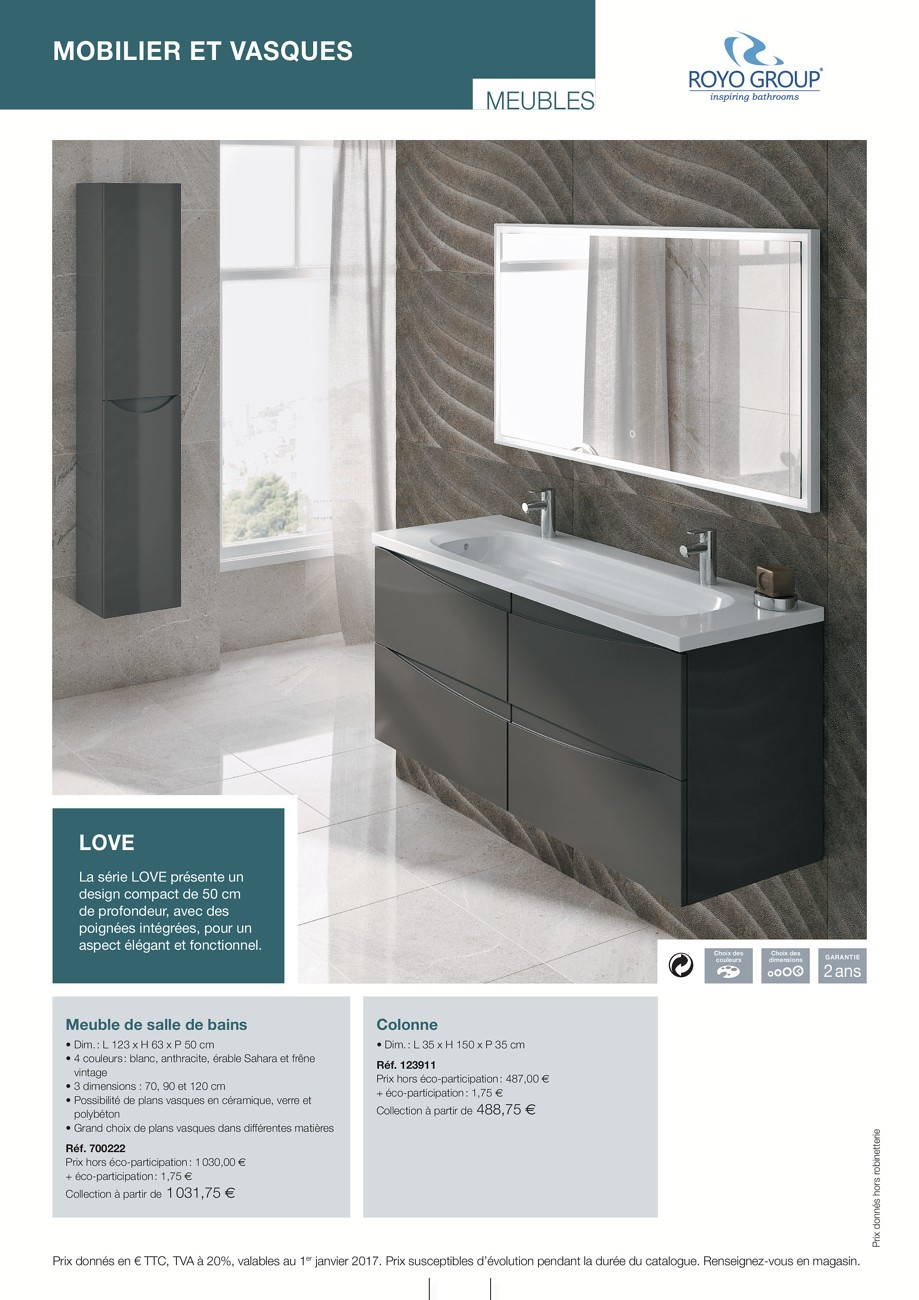 MOBILIER ET VASQUES
MEUBLES
ROYO GROUP®
inspiring bathrooms
LOVE
La série LOVE présente un
design compact de 50 cm
de profondeur, avec des
poignées intégrées, pour un
aspect élégant et fonctionnel.
Choix des
couleurs
Choix des
dimensions
GARANTIE
2 ans
Meuble de salle de bains
• Dim. : L 123 x H 63 x P 50 cm
• 4 couleurs : blanc, anthracite, érable Sahara et frêne
vintage
• 3 dimensions : 70, 90 et 120 cm
• Possibilité de plans vasques en céramique, verre et
polybéton
• Grand choix de plans vasques dans différentes matières
Réf. 700222
Prix hors éco-participation : 1 030,00 €
+ éco-participation : 1,75 €
Collection à partir de 1 031,75 €
Colonne
• Dim. : L 35 x H 150 x P 35 cm
Réf. 123911
Prix hors éco-participation : 487,00 €
+ éco-participation : 1,75 €
Collection à partir de 488,75 €
Prix donnés hors robinetterie
Prix donnés en € TTC, TVA à 20%, valables au 1er janvier 2017. Prix susceptibles d'évolution pendant la durée du catalogue. Renseignez-vous en magasin.